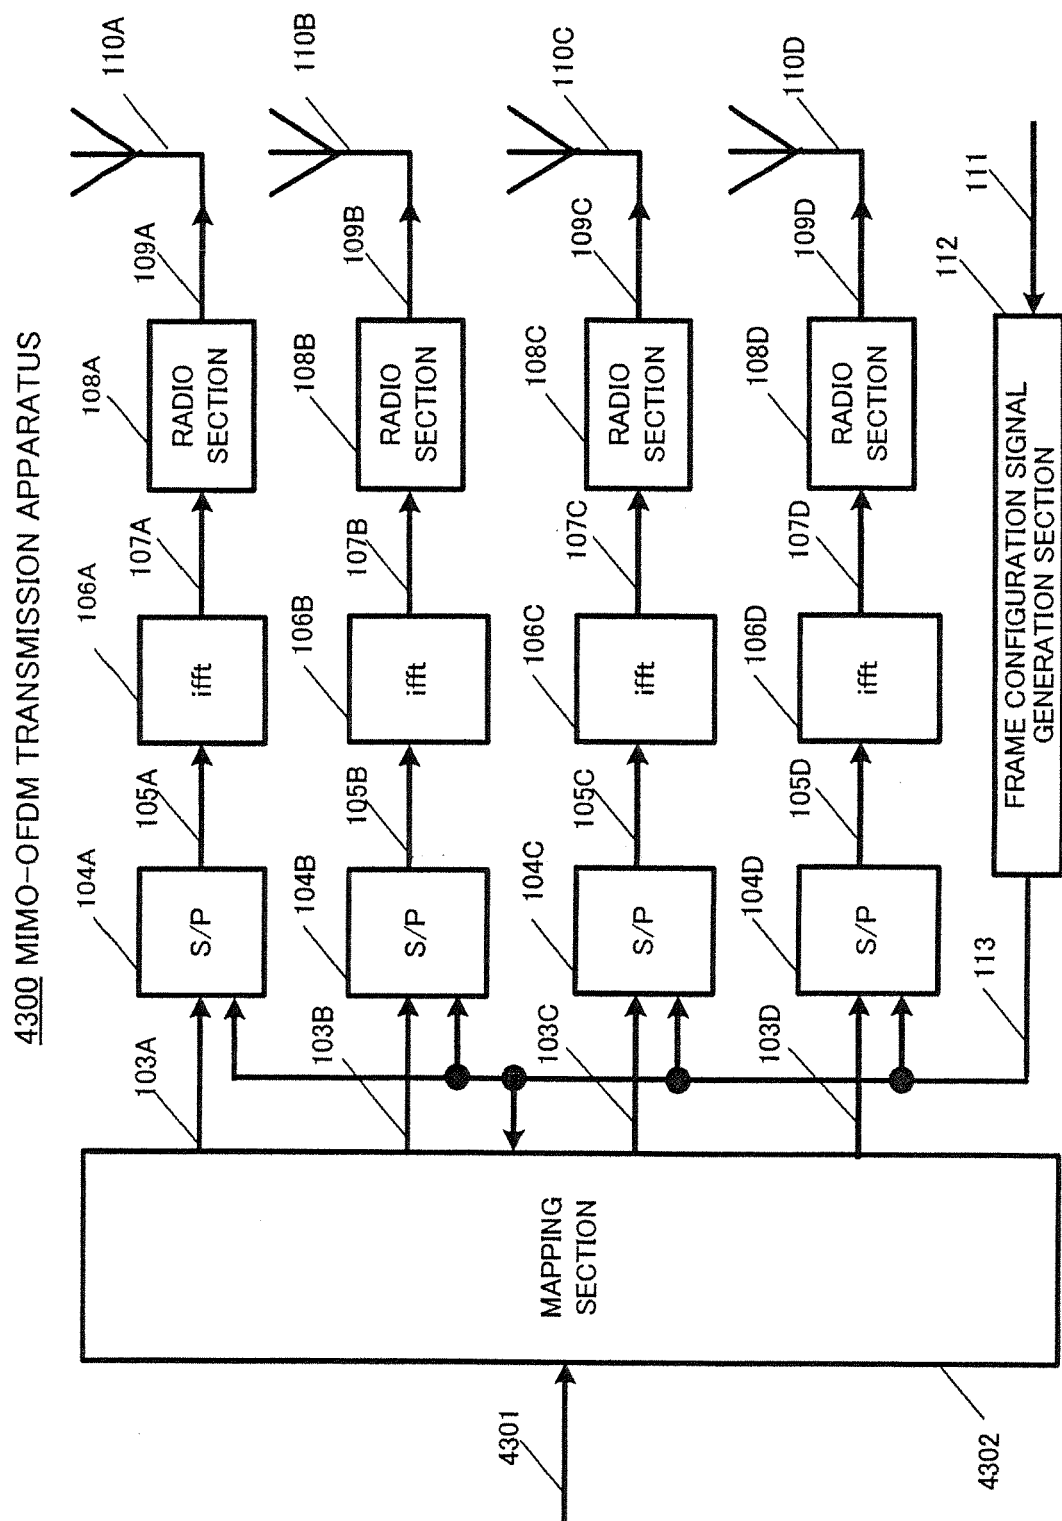 4300 MIMO-OFDM TRANSMISSION APPARATUS
110A
109A
108A
RADIO
SECTION
107A
106A
ifft
105A
104A
S/P
103A
110B
109B
108B
RADIO
SECTION
107B
106B
ifft
105B
104B
S/P
103B
110C
109C
108C
RADIO
SECTION
107C
106C
ifft
105C
104C
S/P
103C
110D
109D
108D
RADIO
SECTION
107D
106D
ifft
105D
104D
S/P
103D
111
112
FRAME CONFIGURATION SIGNAL
GENERATION SECTION
113
MAPPING
SECTION
4301
4302